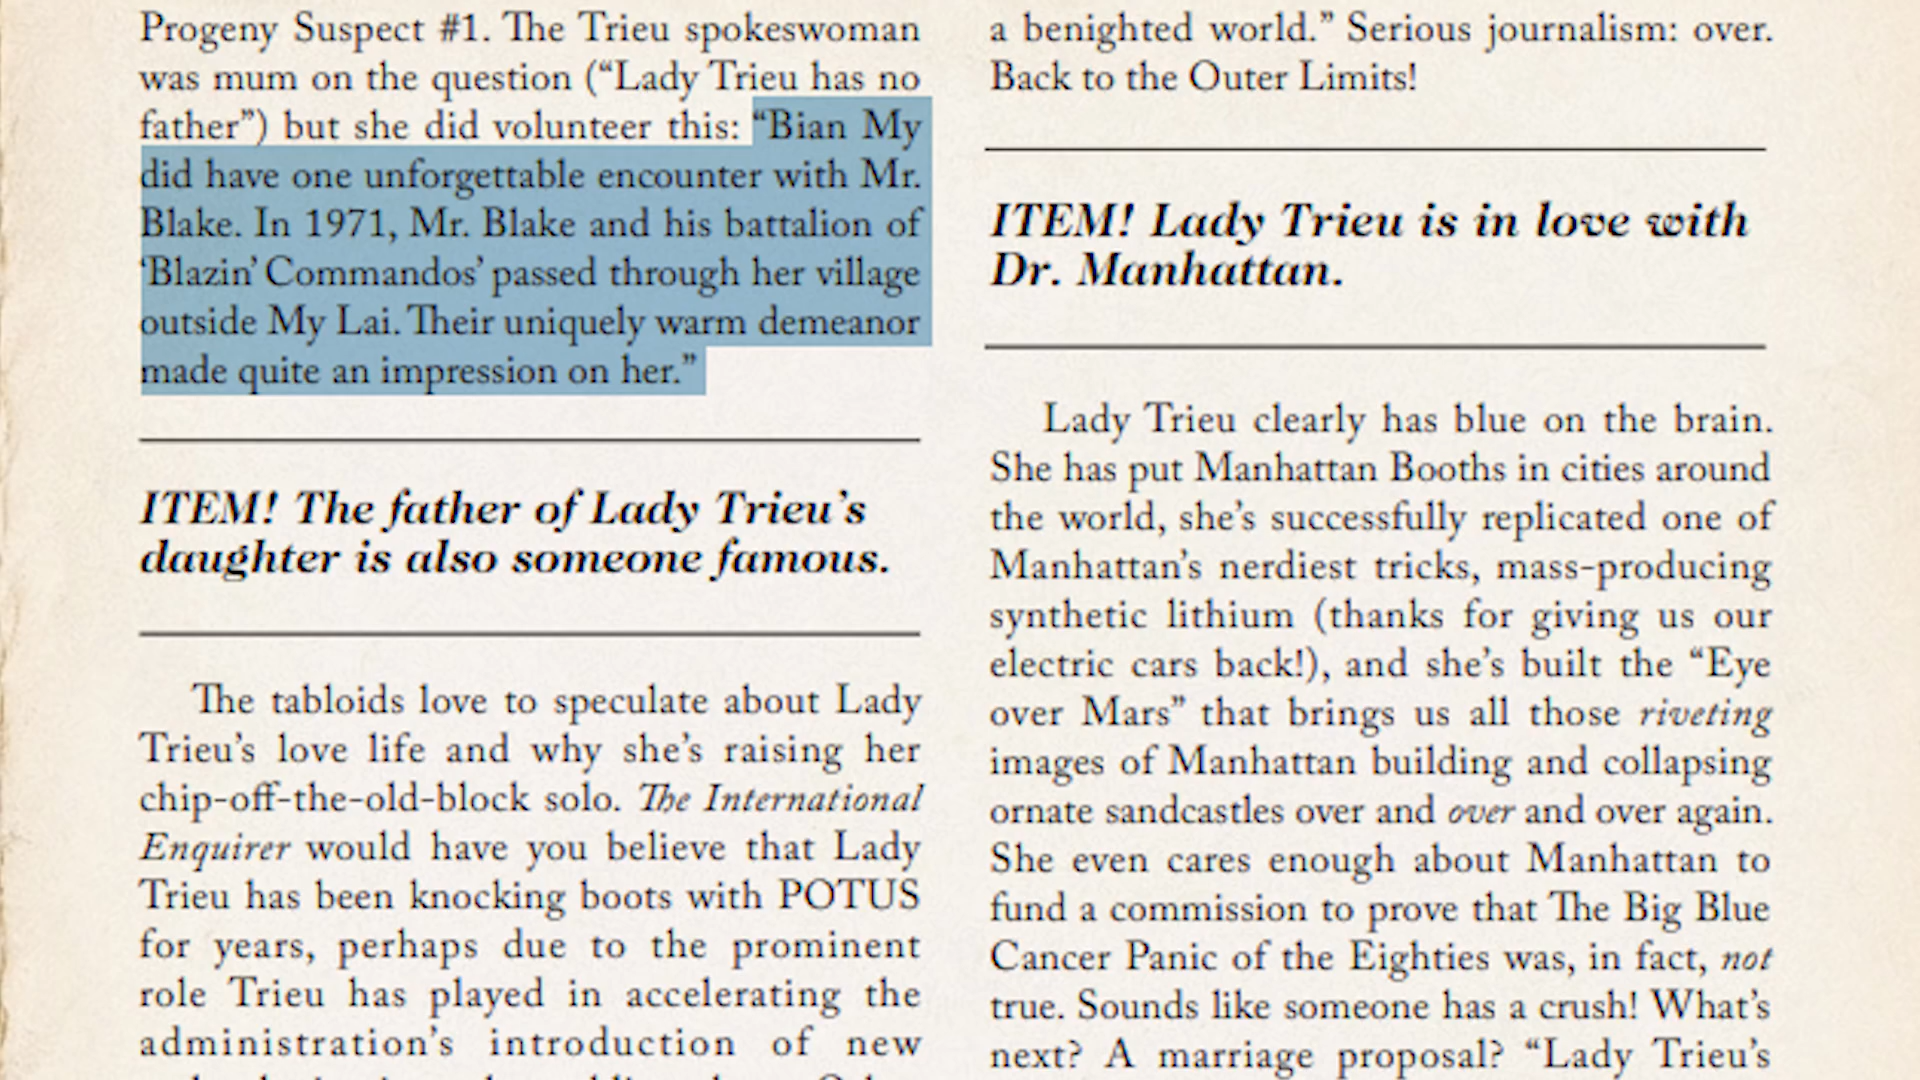 Progeny Suspect #1. The Trieu spokeswoman
was mum on the question (“Lady Trieu has no
father”) but she did volunteer this: “Bian My
did have one unforgettable encounter with Mr.
Blake. In 1971, Mr. Blake and his battalion of
‘Blazin’ Commandos’ passed through her village
outside My Lai. Their uniquely warm demeanor
made quite an impression on her.”
ITEM! The father of Lady Trieu’s
daughter is also someone famous.
The tabloids love to speculate about Lady
Trieu’s love life and why she’s raising her
chip-off-the-old-block solo. The International
Enquirer would have you believe that Lady
Trieu has been knocking boots with POTUS
for years, perhaps due to the prominent
role Trieu has played in accelerating the
administration’s introduction of new
a benighted world.” Serious journalism: over.
Back to the Outer Limits!
ITEM! Lady Trieu is in love with
Dr. Manhattan.
Lady Trieu clearly has blue on the brain.
She has put Manhattan Booths in cities around
the world, she’s successfully replicated one of
Manhattan’s nerdiest tricks, mass-producing
synthetic lithium (thanks for giving us our
electric cars back!), and she’s built the “Eye
over Mars” that brings us all those riveting
images of Manhattan building and collapsing
ornate sandcastles over and over and over again.
She even cares enough about Manhattan to
fund a commission to prove that The Big Blue
Cancer Panic of the Eighties was, in fact, not
true. Sounds like someone has a crush! What’s
next? A marriage proposal? “Lady Trieu’s